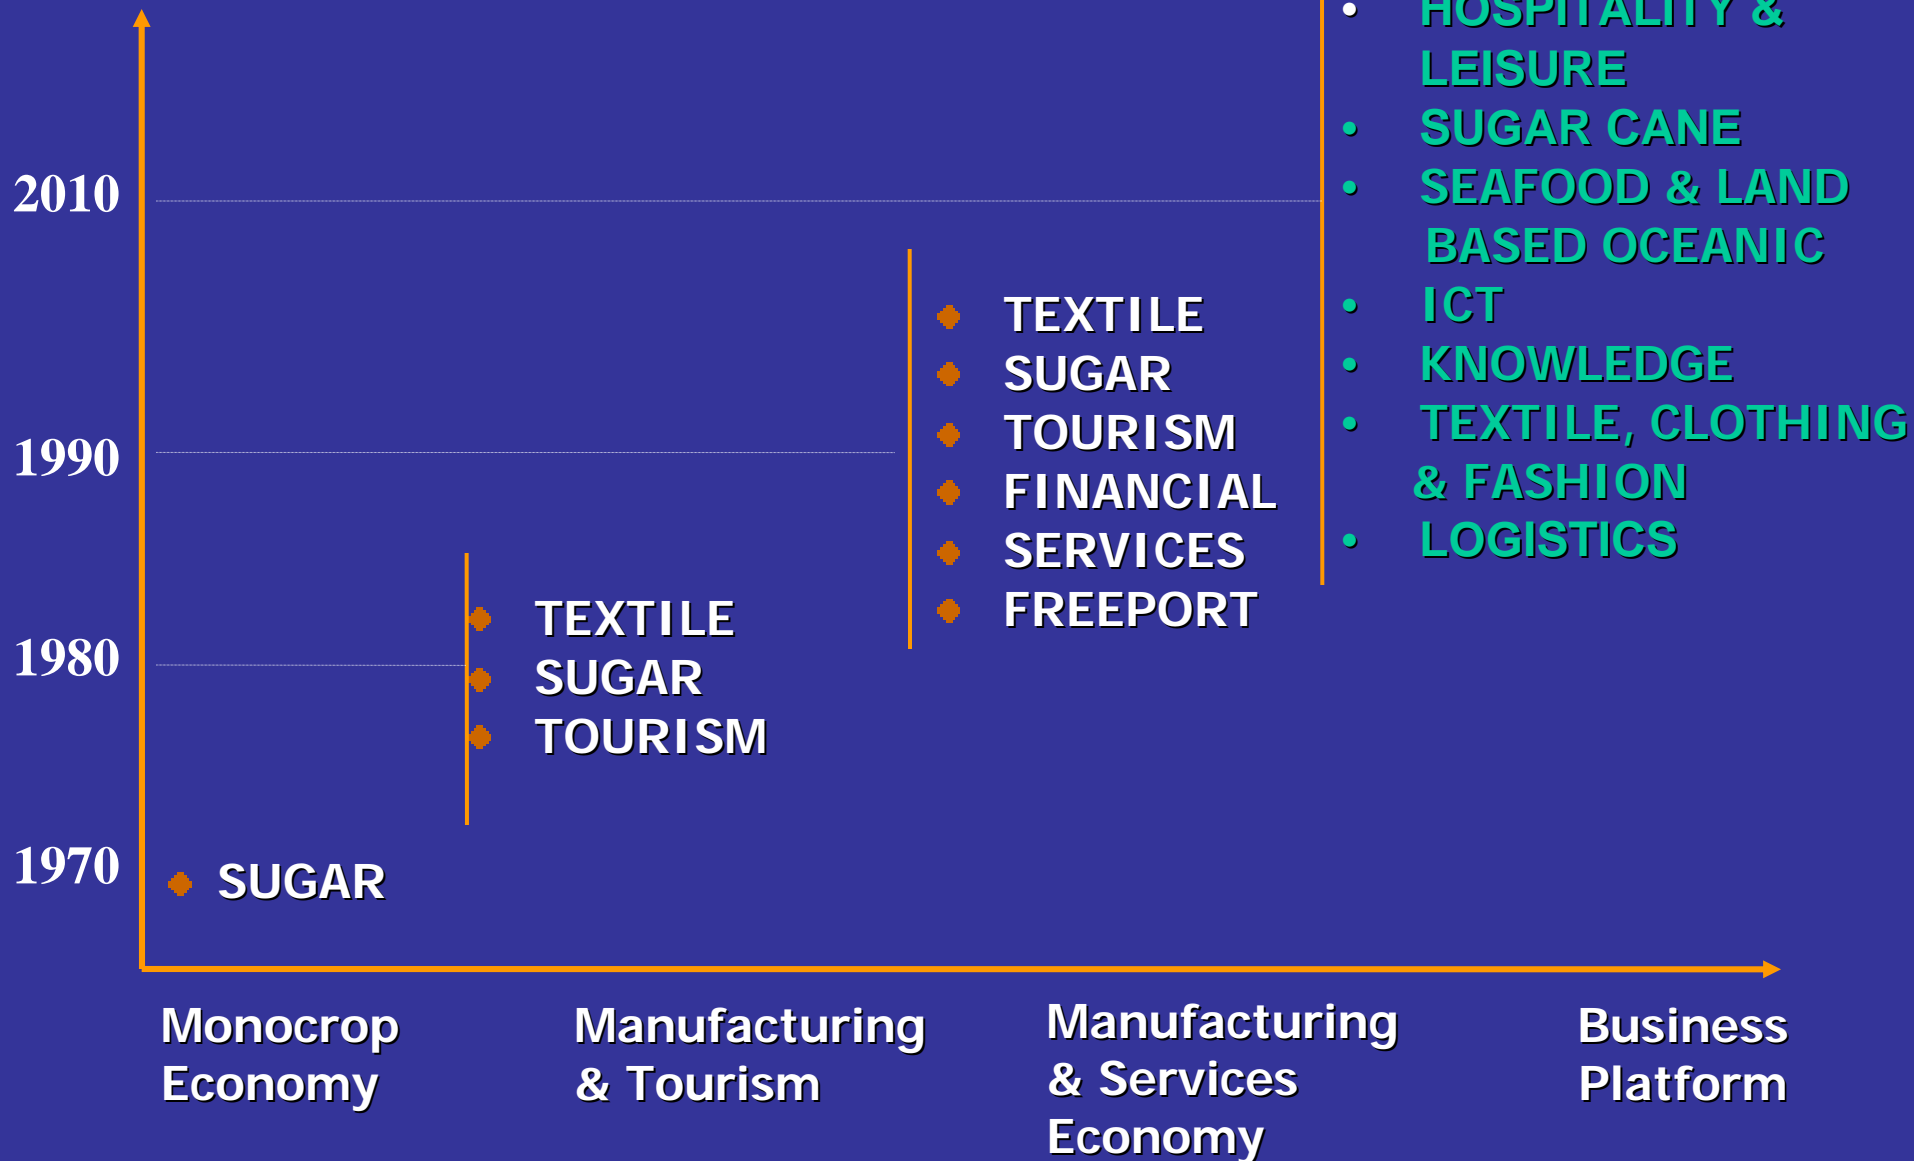 • HOSPITALITY &
LEISURE
• SUGAR CANE
• SEAFOOD & LAND
BASED OCEANIC
• ICT
• KNOWLEDGE
• TEXTILE, CLOTHING
& FASHION
• LOGISTICS
2010
TEXTILE
SUGAR
TOURISM
FINANCIAL
SERVICES
FREEPORT
1990
TEXTILE
SUGAR
TOURISM
1980
1970
SUGAR
Monocrop
Economy
Manufacturing
& Tourism
Manufacturing
& Services
Economy
Business
Platform